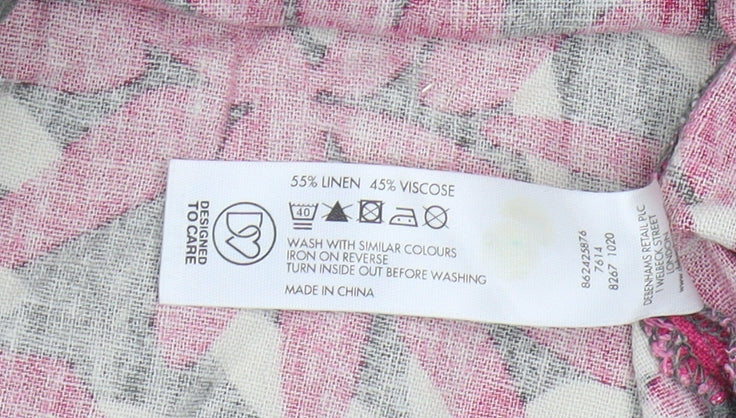 55% LINEN 45% VISCOSE
40
WASH WITH SIMILAR COLOURS
IRON ON REVERSE
TURN INSIDE OUT BEFORE WASHING
MADE IN CHINA
DESIGNED
TO CARE
862425876
7614
8267 1020
DEBENHAMS RETAIL PLC
1 WELBECK STREET
LONDON